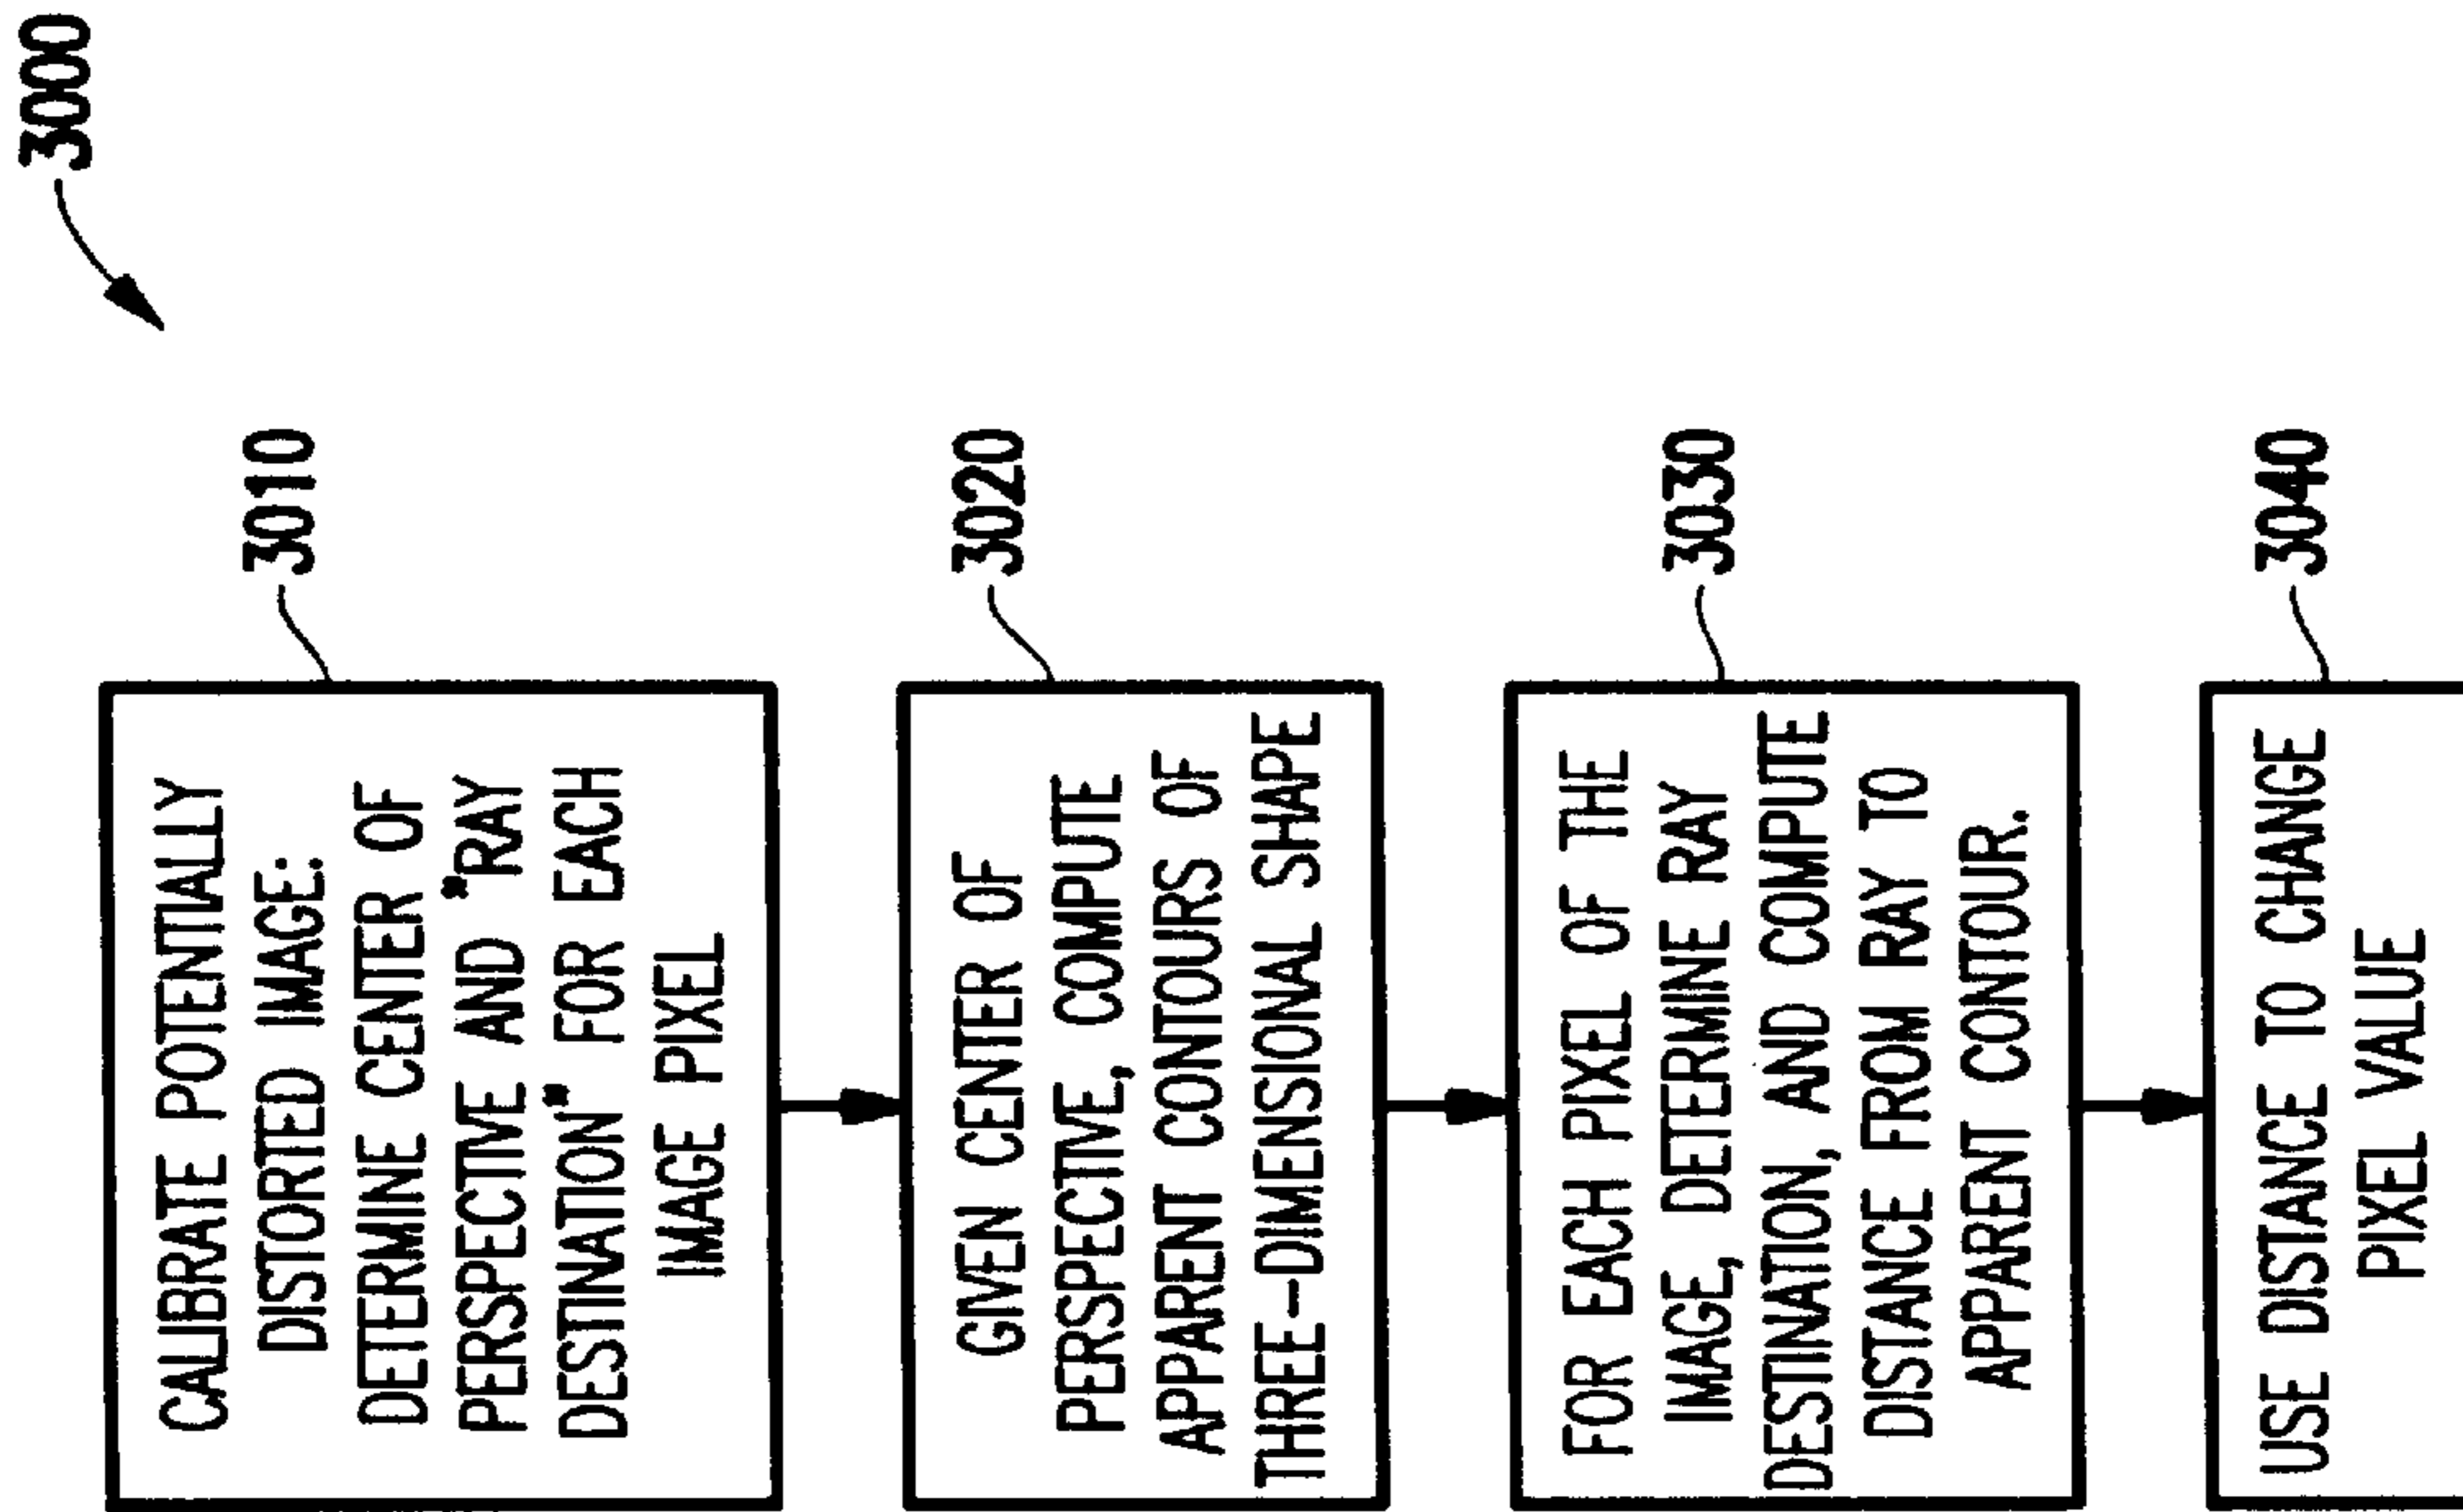 3000
3010
CALIBRATE POTENTIALLY
DISTORTED IMAGE:
DETERMINE CENTER OF
PERSPECTIVE AND "RAY
DESTINATION" FOR EACH
IMAGE PIXEL
3020
GIVEN CENTER OF
PERSPECTIVE, COMPUTE
APPARENT CONTOURS OF
THREE-DIMENSIONAL SHAPE
3030
FOR EACH PIXEL OF THE
IMAGE, DETERMINE RAY
DESTINATION, AND COMPUTE
DISTANCE FROM RAY TO
APPARENT CONTOUR.
3040
USE DISTANCE TO CHANGE
PIXEL VALUE